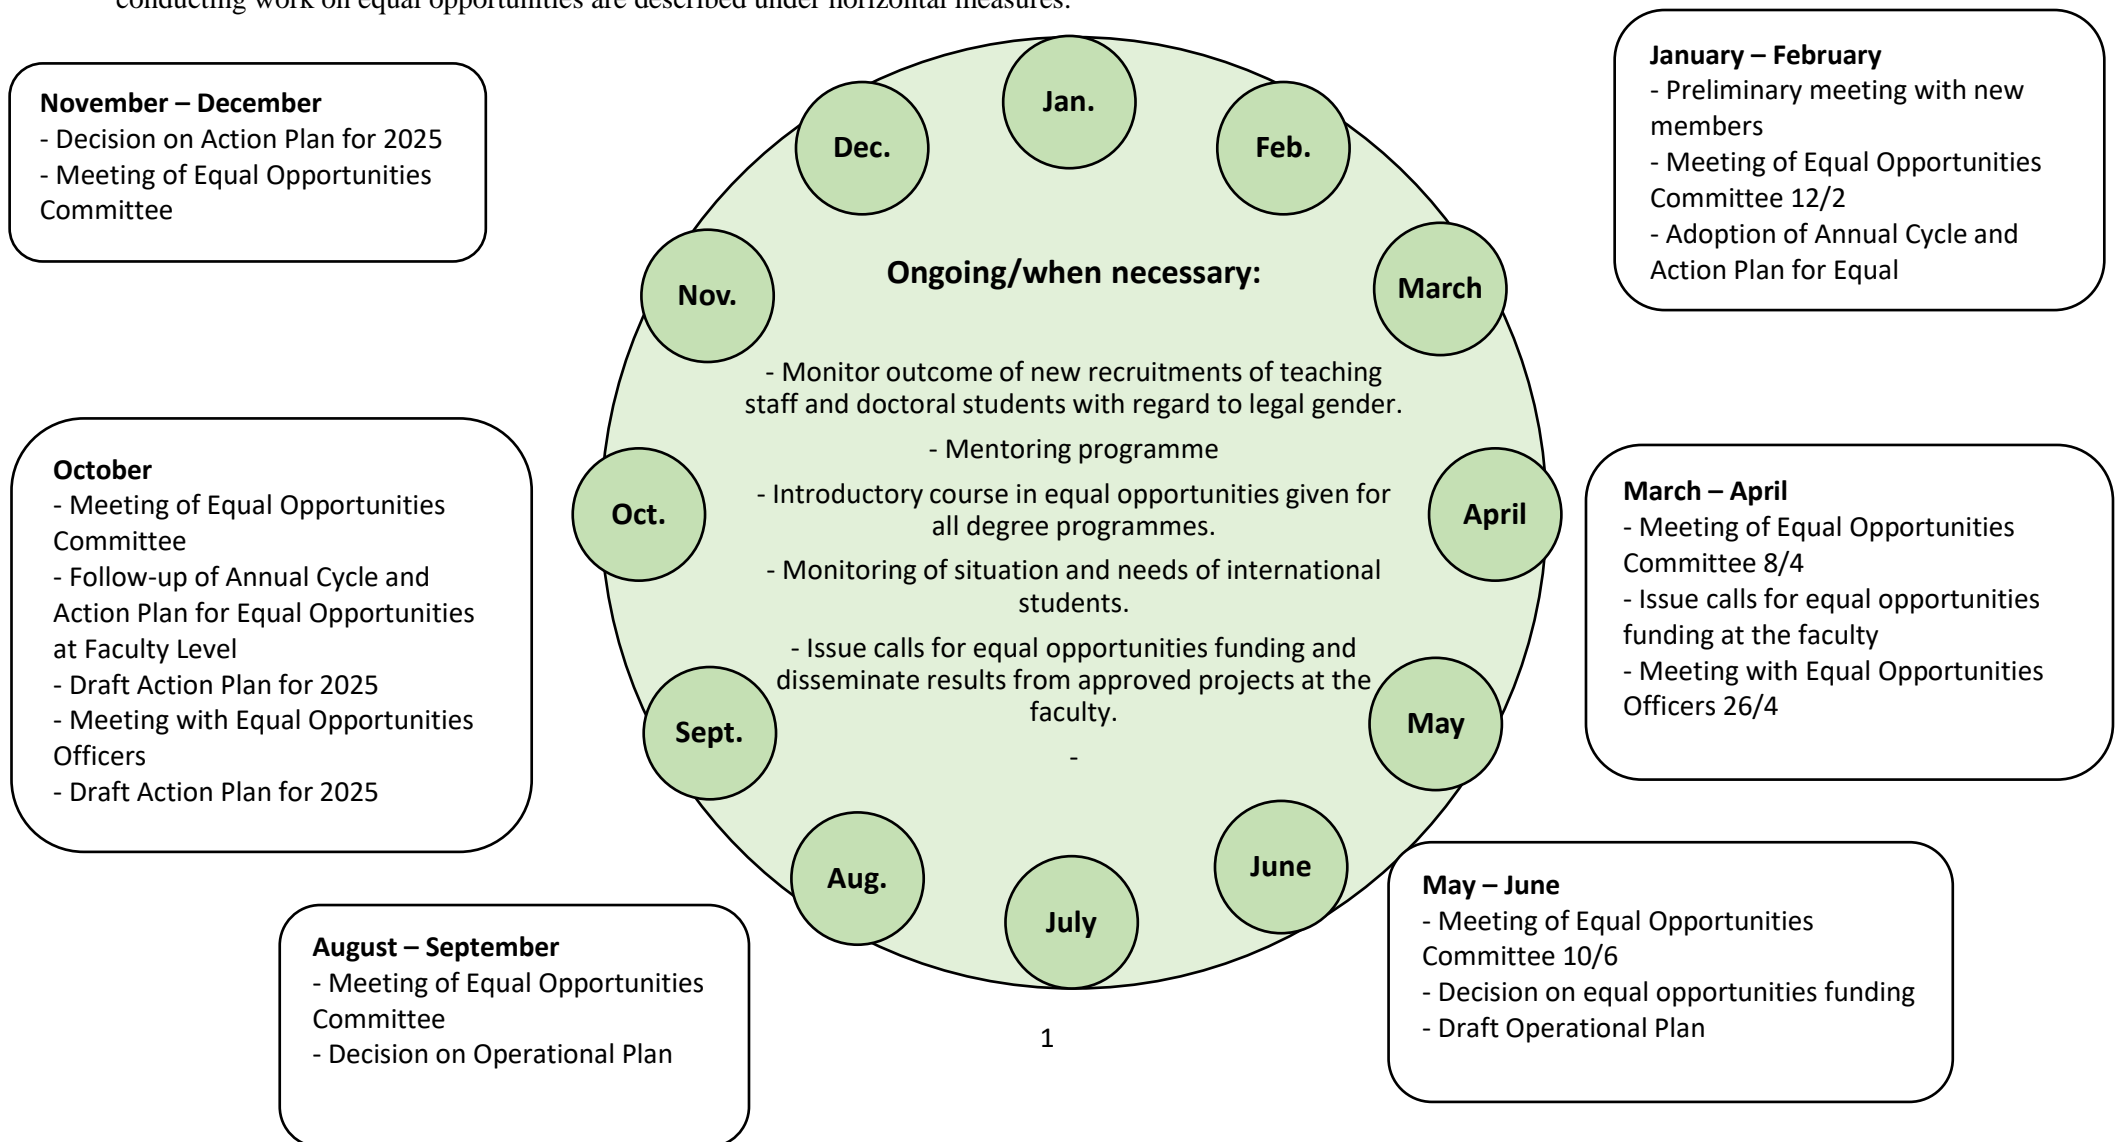 conducting work on equal opportunities are described under horizontal measures.
Jan.
Feb.
March
April
May
June
July
Aug.
Sept.
Oct.
Nov.
Dec.
January – February
- Preliminary meeting with new
members
- Meeting of Equal Opportunities
Committee 12/2
- Adoption of Annual Cycle and
Action Plan for Equal
March – April
- Meeting of Equal Opportunities
Committee 8/4
- Issue calls for equal opportunities
funding at the faculty
- Meeting with Equal Opportunities
Officers 26/4
May – June
- Meeting of Equal Opportunities
Committee 10/6
- Decision on equal opportunities funding
- Draft Operational Plan
August – September
- Meeting of Equal Opportunities
Committee
- Decision on Operational Plan
October
- Meeting of Equal Opportunities
Committee
- Follow-up of Annual Cycle and
Action Plan for Equal Opportunities
at Faculty Level
- Draft Action Plan for 2025
- Meeting with Equal Opportunities
Officers
- Draft Action Plan for 2025
November – December
- Decision on Action Plan for 2025
- Meeting of Equal Opportunities
Committee
Ongoing/when necessary:
- Monitor outcome of new recruitments of teaching
staff and doctoral students with regard to legal gender.
- Mentoring programme
- Introductory course in equal opportunities given for
all degree programmes.
- Monitoring of situation and needs of international
students.
- Issue calls for equal opportunities funding and
disseminate results from approved projects at the
faculty.
-
1